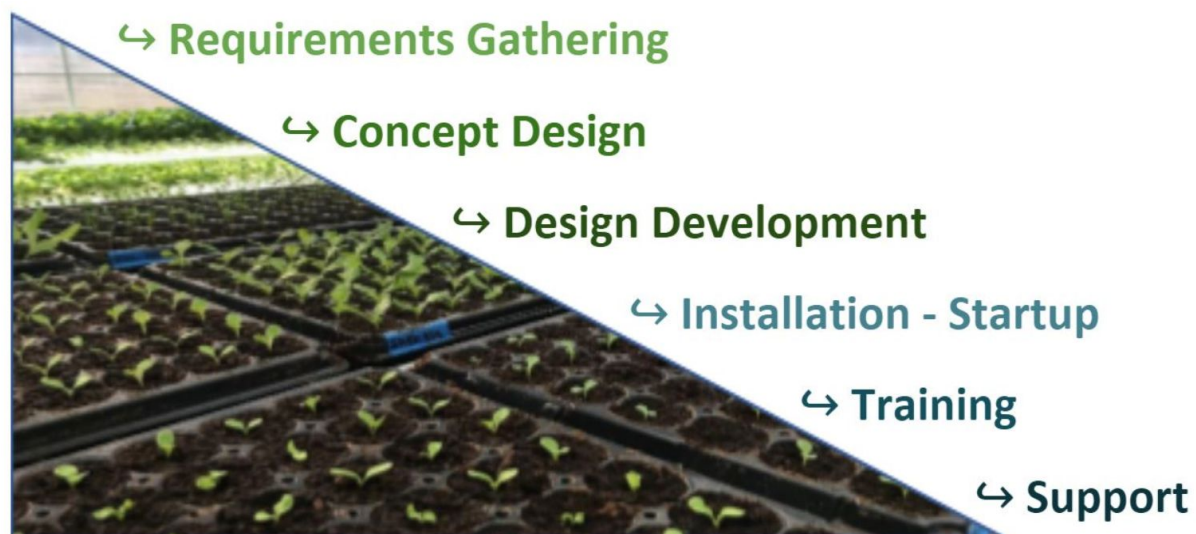 ↪ Requirements Gathering
↪ Concept Design
↪ Design Development
↪ Installation - Startup
↪ Training
↪ Support